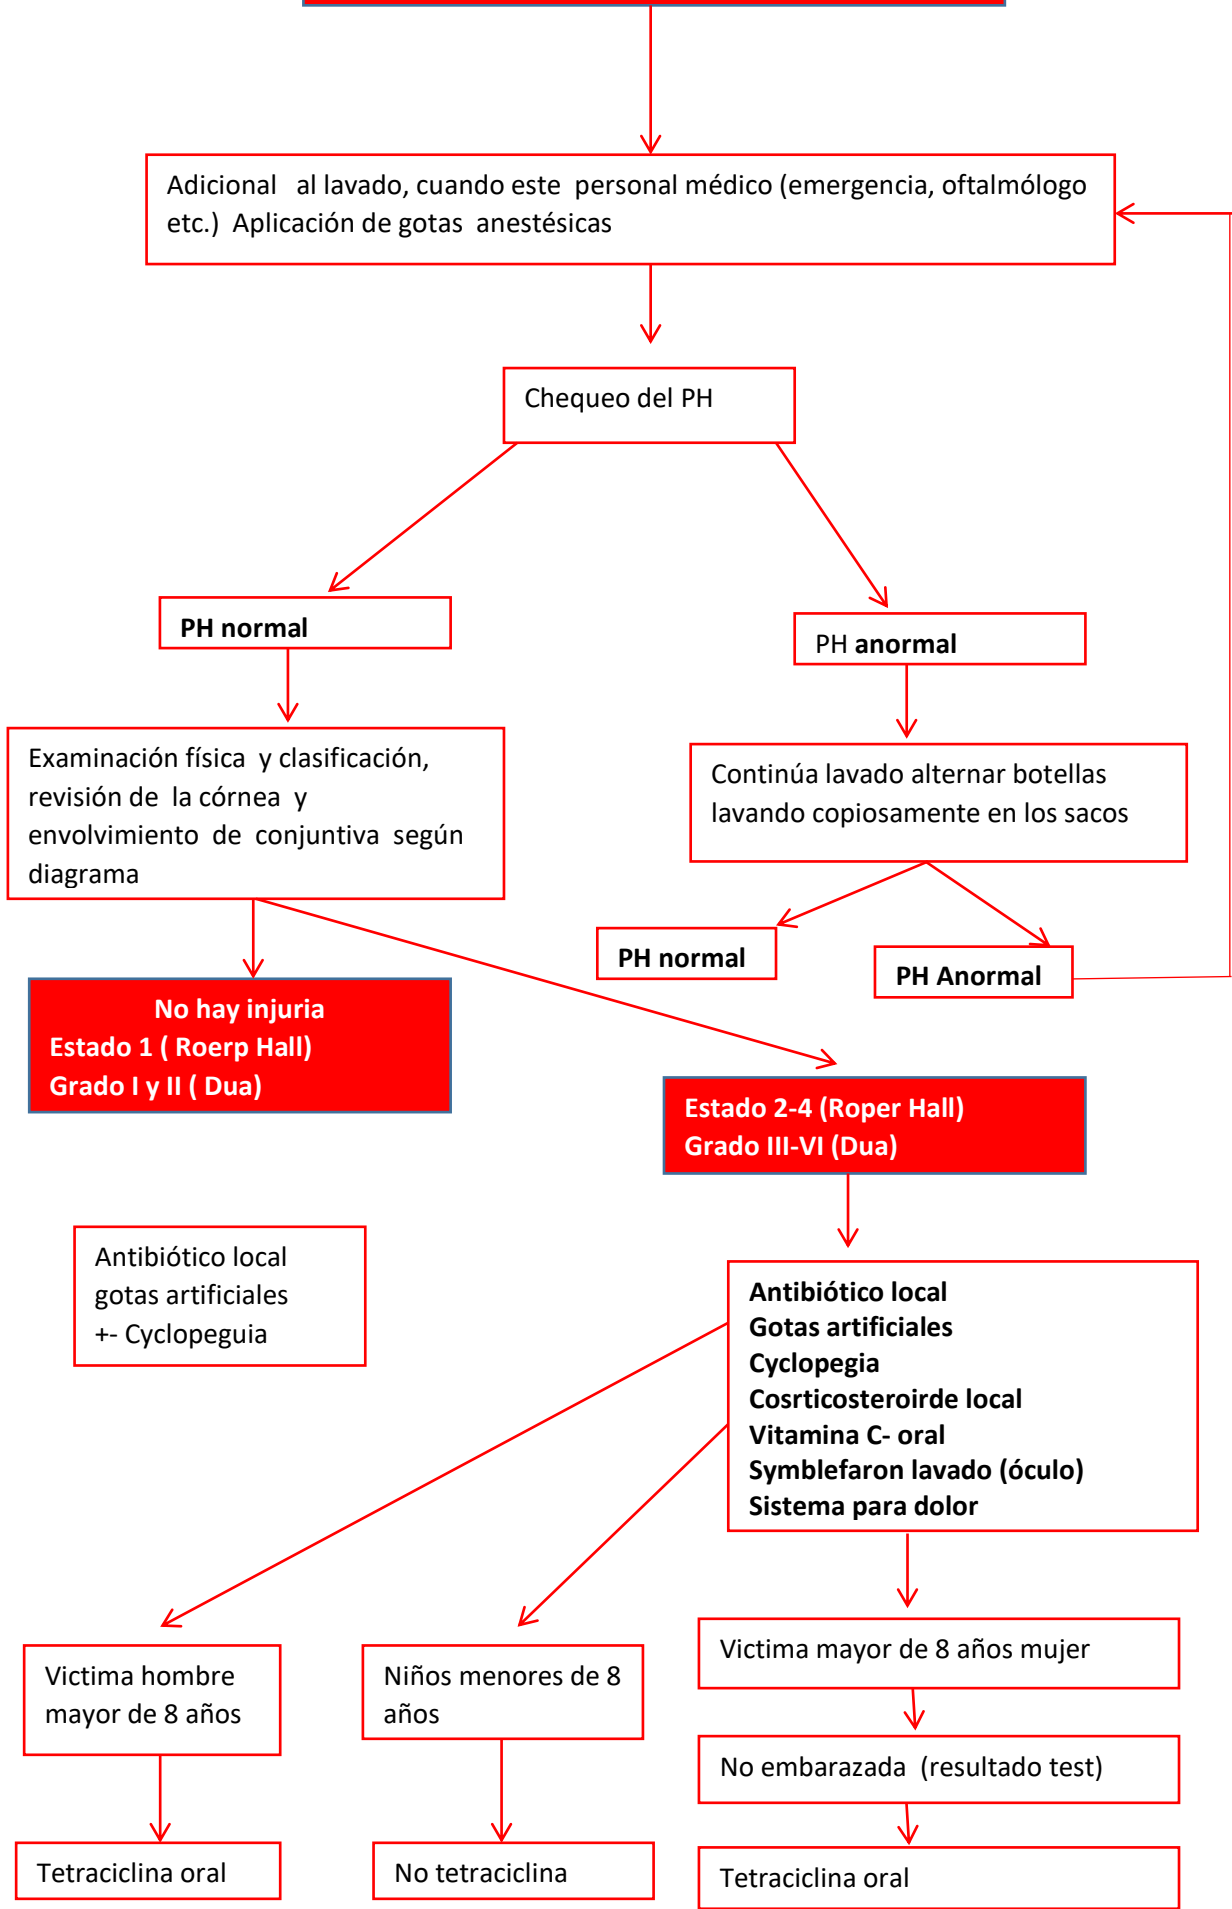 Adicional al lavado, cuando este personal médico (emergencia, oftalmólogo
etc.) Aplicación de gotas anestésicas
Chequeo del PH
PH normal
PH anormal
Examinación física y clasificación,
revisión de la córnea y
envolvimiento de conjuntiva según
diagrama
Continúa lavado alternar botellas
lavando copiosamente en los sacos
PH normal
PH Anormal
No hay injuria
Estado 1 ( Roerp Hall)
Grado I y II ( Dua)
Estado 2-4 (Roper Hall)
Grado III-VI (Dua)
Antibiótico local
gotas artificiales
+- Cyclopeguia
Antibiótico local
Gotas artificiales
Cyclopegia
Cosrticosteroirde local
Vitamina C- oral
Symblefaron lavado (óculo)
Sistema para dolor
Victima hombre
mayor de 8 años
Niños menores de 8
años
Victima mayor de 8 años mujer
No embarazada (resultado test)
Tetraciclina oral
No tetraciclina
Tetraciclina oral